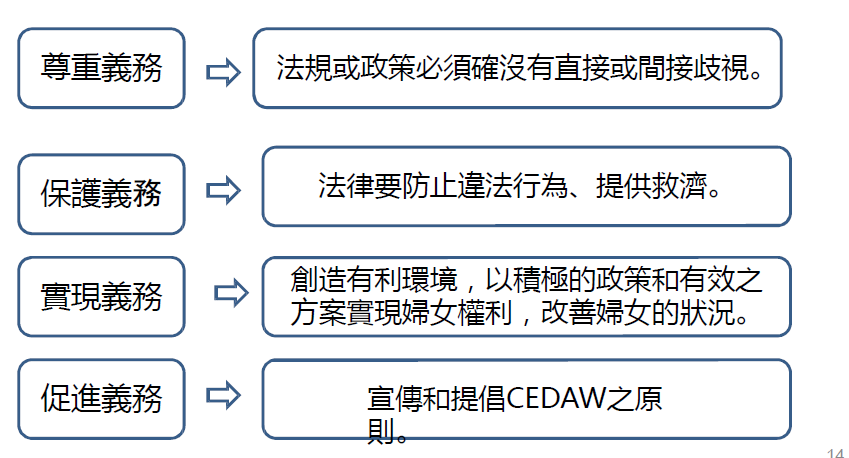 尊重義務
法規或政策必須確沒有直接或間接歧視。
保護義務
法律要防止違法行為、提供救濟。
實現義務
創造有利環境，以積極的政策和有效之
方案實現婦女權利，改善婦女的狀況。
促進義務
宣傳和提倡CEDAW之原
則。
14